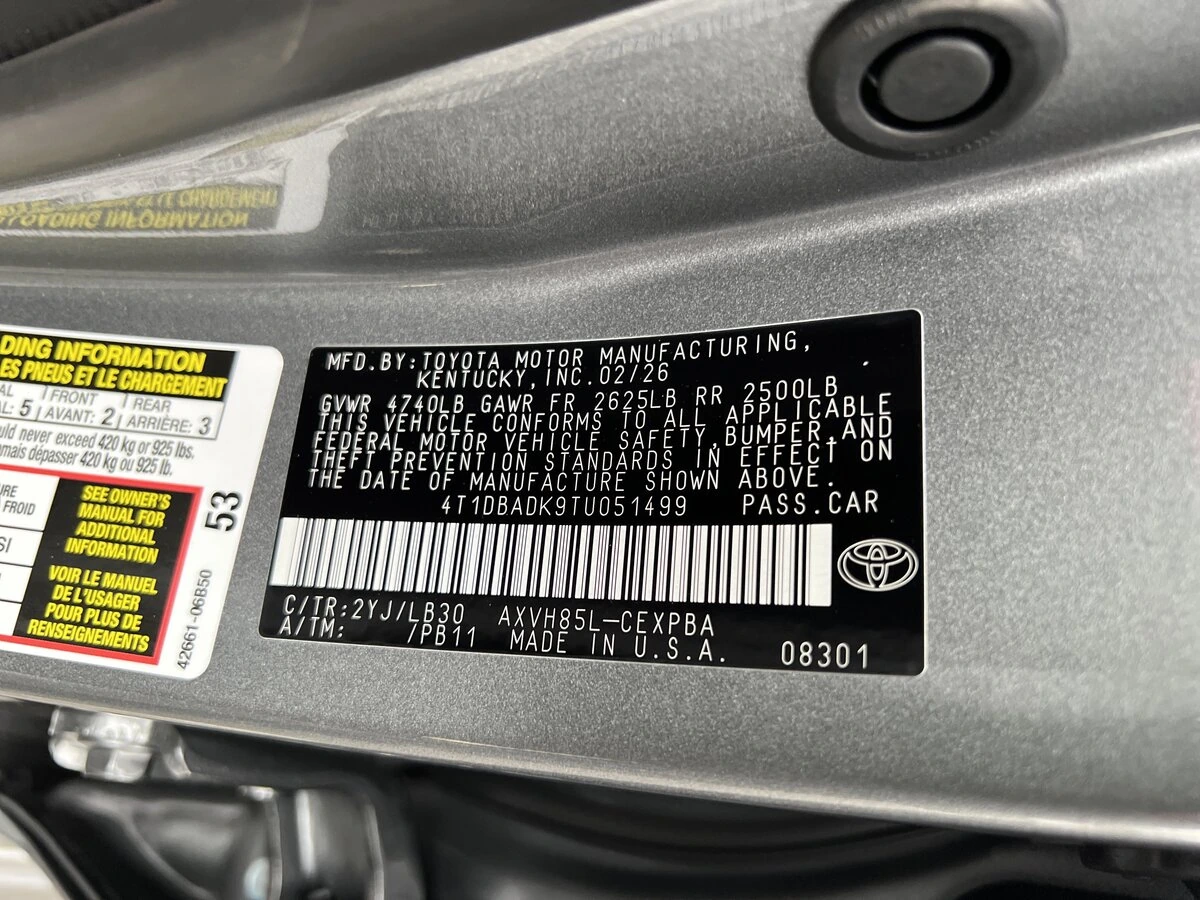 DING INFORMATION
LES PNEUS ET LE CHARGEMENT
FRONT REAR
AL: 5 AVANT: 2 ARRIÈRE: 3
uld never exceed 420 kg or 925 lbs.
mais dépasser 420 kg ou 925 lb.
FROID
SEE OWNER'S
MANUAL FOR
ADDITIONAL
INFORMATION
VOIR LE MANUEL
DE L'USAGER
POUR PLUS DE
RENSEIGNEMENTS
53
42661-06B50
MFD.BY:TOYOTA MOTOR MANUFACTURING,
KENTUCKY,INC.02/26
GVWR 4740LB GAWR FR 2625LB RR 2500LB
THIS VEHICLE CONFORMS TO ALL APPLICABLE
FEDERAL MOTOR VEHICLE SAFETY,BUMPER,AND
THEFT PREVENTION STANDARDS IN EFFECT ON
THE DATE OF MANUFACTURE SHOWN ABOVE.
4T1DBADK9TU051499 PASS.CAR
C/TR:2YJ/LB30 AXVH85L-CEXPBA
A/TM: /PB11 MADE IN U.S.A. 08301